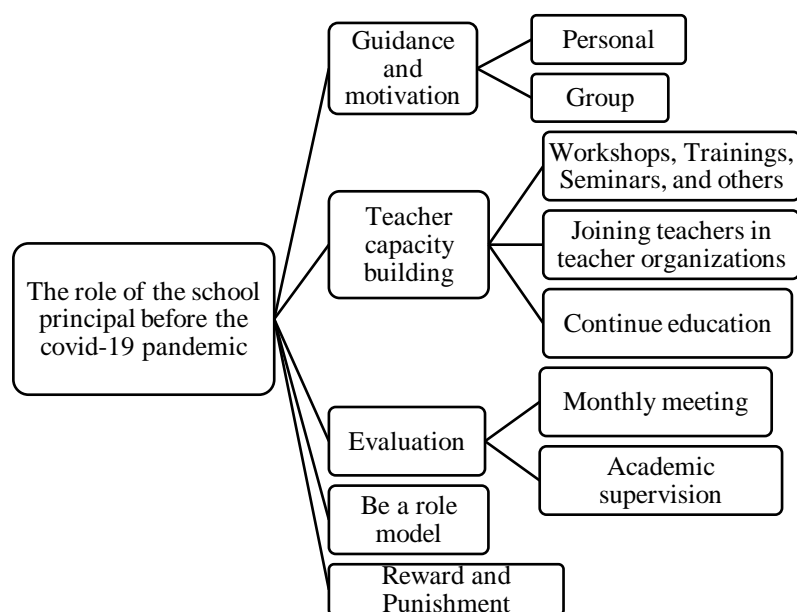 The role of the school
principal before the
covid-19 pandemic
Guidance
and
motivation
Personal
Group
Teacher
capacity
building
Workshops, Trainings,
Seminars, and others
Joining teachers in
teacher organizations
Continue education
Evaluation
Monthly meeting
Academic
supervision
Be a role
model
Reward and
Punishment